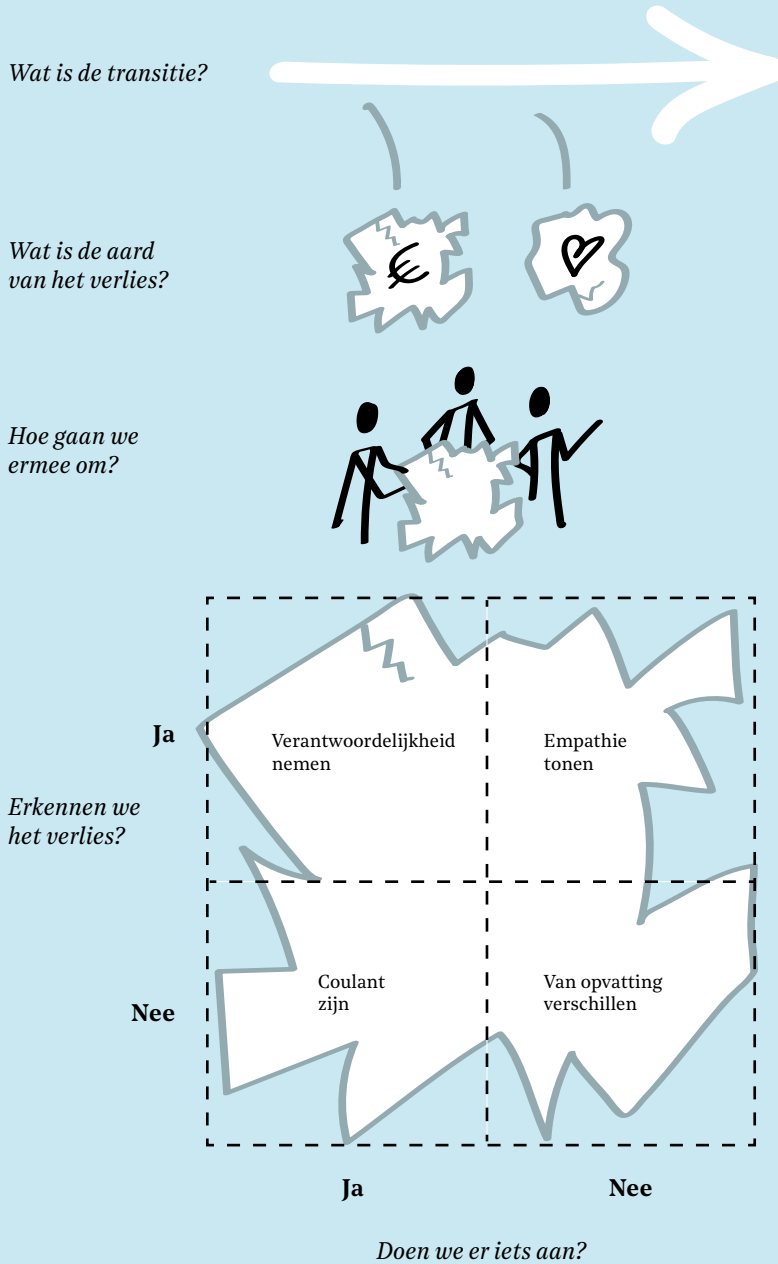 Wat is de transitie?
Wat is de aard
van het verlies?
€
Hoe gaan we
ermee om?
Ja
Verantwoordelijkheid
nemen
Empathie
tonen
Erkennen we
het verlies?
Coulant
zijn
Van opvatting
verschillen
Nee
Ja
Nee
Doen we er iets aan?